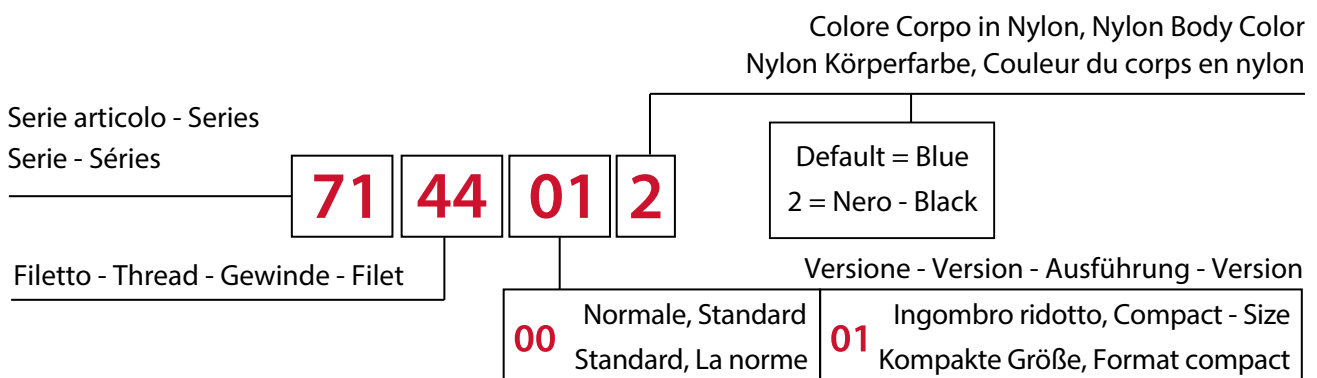 Colore Corpo in Nylon, Nylon Body Color
Nylon Körperfarbe, Couleur du corps en nylon
Serie articolo - Series
Serie - Séries
71 44 01 2
Default = Blue
2 = Nero - Black
Filetto - Thread - Gewinde - Filet
Versione - Version - Ausführung - Version
00 Normale, Standard
Standard, La norme
01 Ingombro ridotto, Compact - Size
Kompakte Größe, Format compact